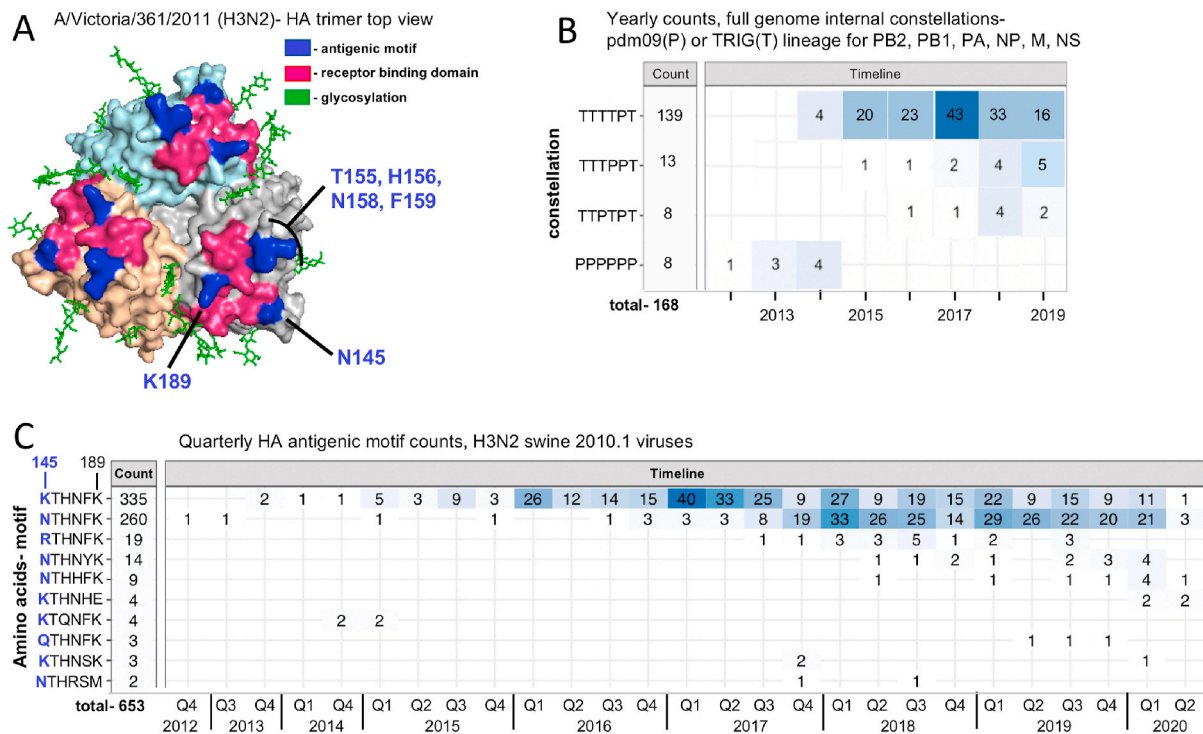 A
A/Victoria/361/2011 (H3N2)- HA trimer top view
- antigenic motif
- receptor binding domain
- glycosylation
T155, H156,
N158, F159
N145
K189
B
Yearly counts, full genome internal constellations-
pdm09(P) or TRIG(T) lineage for PB2, PB1, PA, NP, M, NS
Count Timeline
constellation
TTTTPT 139 4 20 23 43 33 16
TTTPPT 13 1 1 2 4 5
TTPTPT 8 1 1 4 2
PPPPPP 8 1 3 4
total- 168
2013 2015 2017 2019
C
Quarterly HA antigenic motif counts, H3N2 swine 2010.1 viruses
145 189
Count Timeline
Amino acids- motif
KTHNFK 335 2 1 1 5 3 9 3 26 12 14 15 40 33 25 9 27 9 19 15 22 9 15 9 11 1
NTHNFK 260 1 1 1 1 1 3 3 3 8 19 33 26 25 14 29 26 22 20 21 3
RTHNFK 19 1 1 3 3 5 1 2 3
NTHNYK 14 1 1 2 1 2 3 4
NTHHFK 9 1 1 1 1 4 1
KTHNHE 4 2 2
KTQNFK 4 2 2
QTHNFK 3 1 1 1
KTHNSK 3 2 1
NTHRSM 2 1 1
total- 653
Q4 Q3 Q4 Q1 Q4 Q1 Q2 Q3 Q4 Q1 Q2 Q3 Q4 Q1 Q2 Q3 Q4 Q1 Q2 Q3 Q4 Q1 Q2 Q3 Q4 Q1 Q2
2012 2013 2014 2015 2016 2017 2018 2019 2020